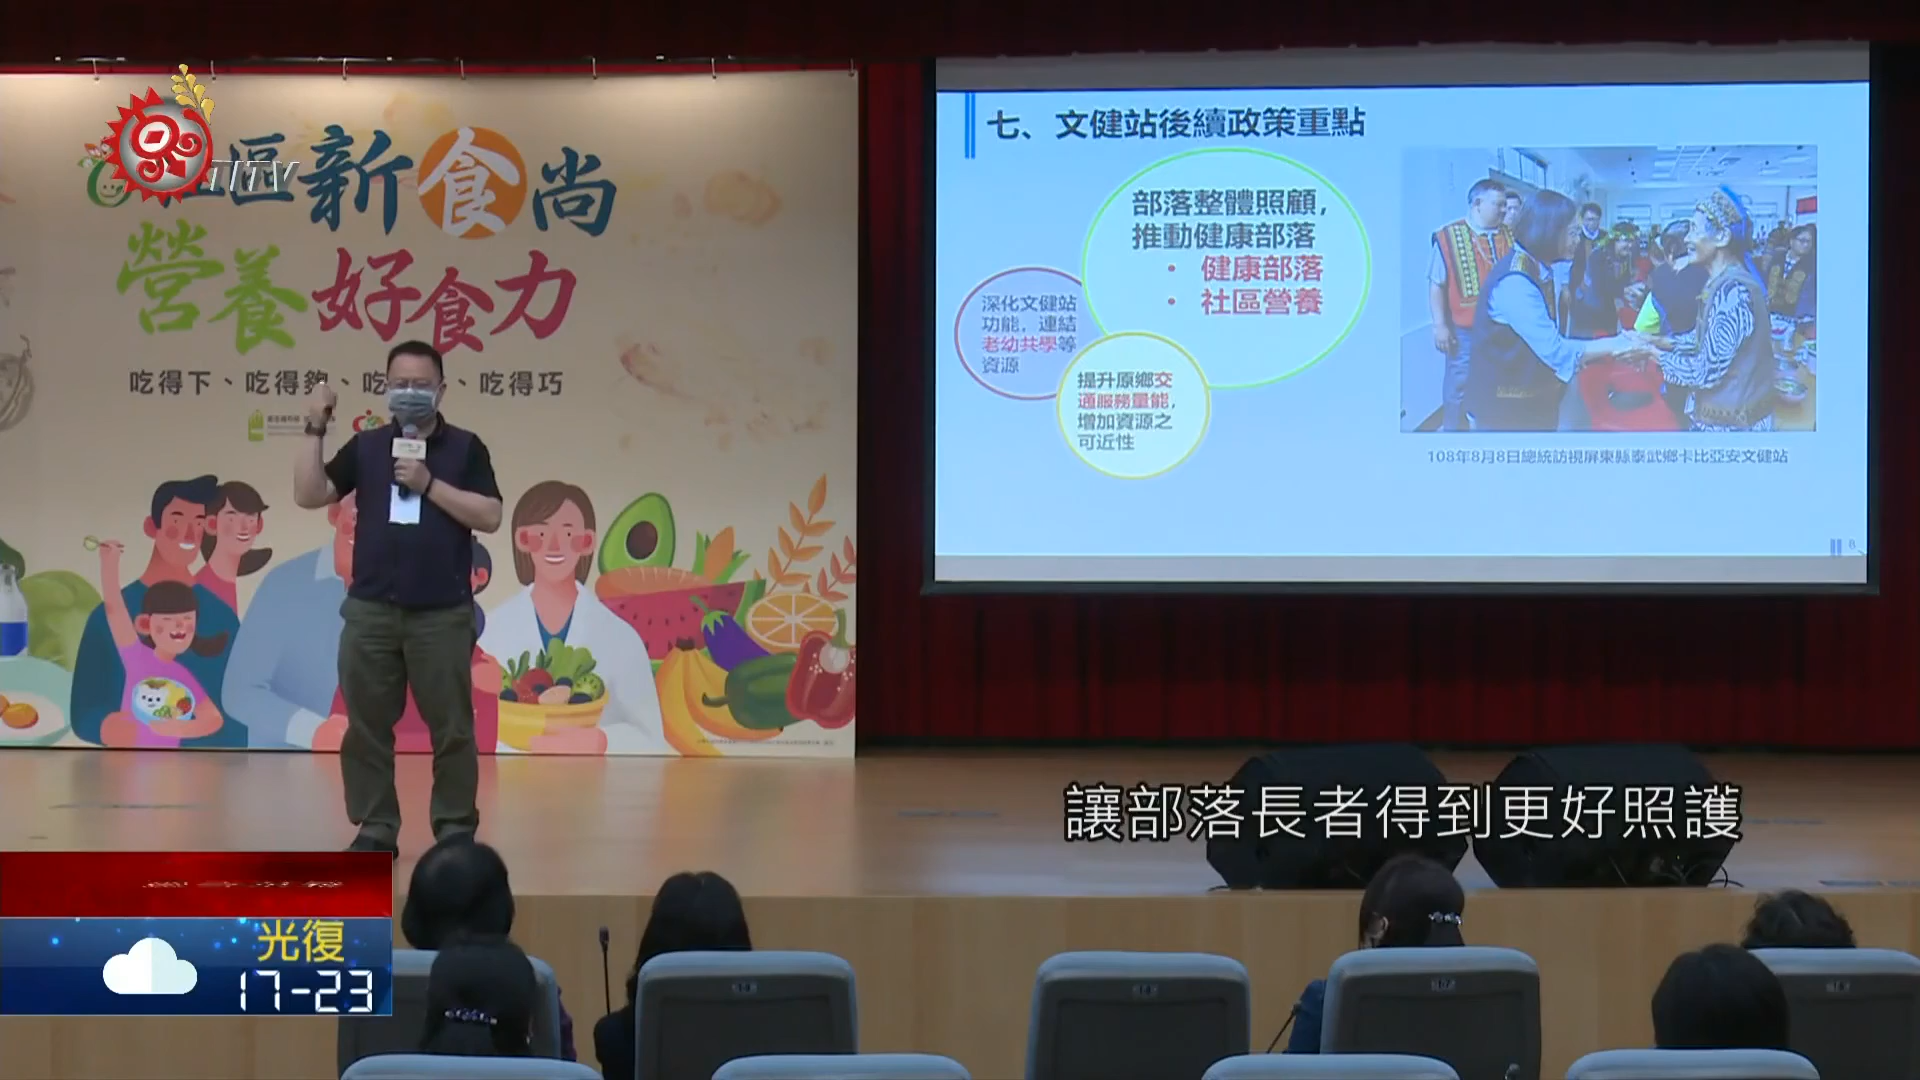 TITV
區新食尚
營養好食力
吃得下、吃得夠、吃
、吃得巧
七、文健站後續政策重點
部落整體照顧,
推動健康部落
• 健康部落
• 社區營養
深化文健站
功能, 連結
老幼共學等
資源
提升原鄉交
通服務量能,
增加資源之
可近性
108年8月8日總統訪視屏東縣泰武鄉卡比亞安文健站
8
讓部落長者得到更好照護
光復
17-23